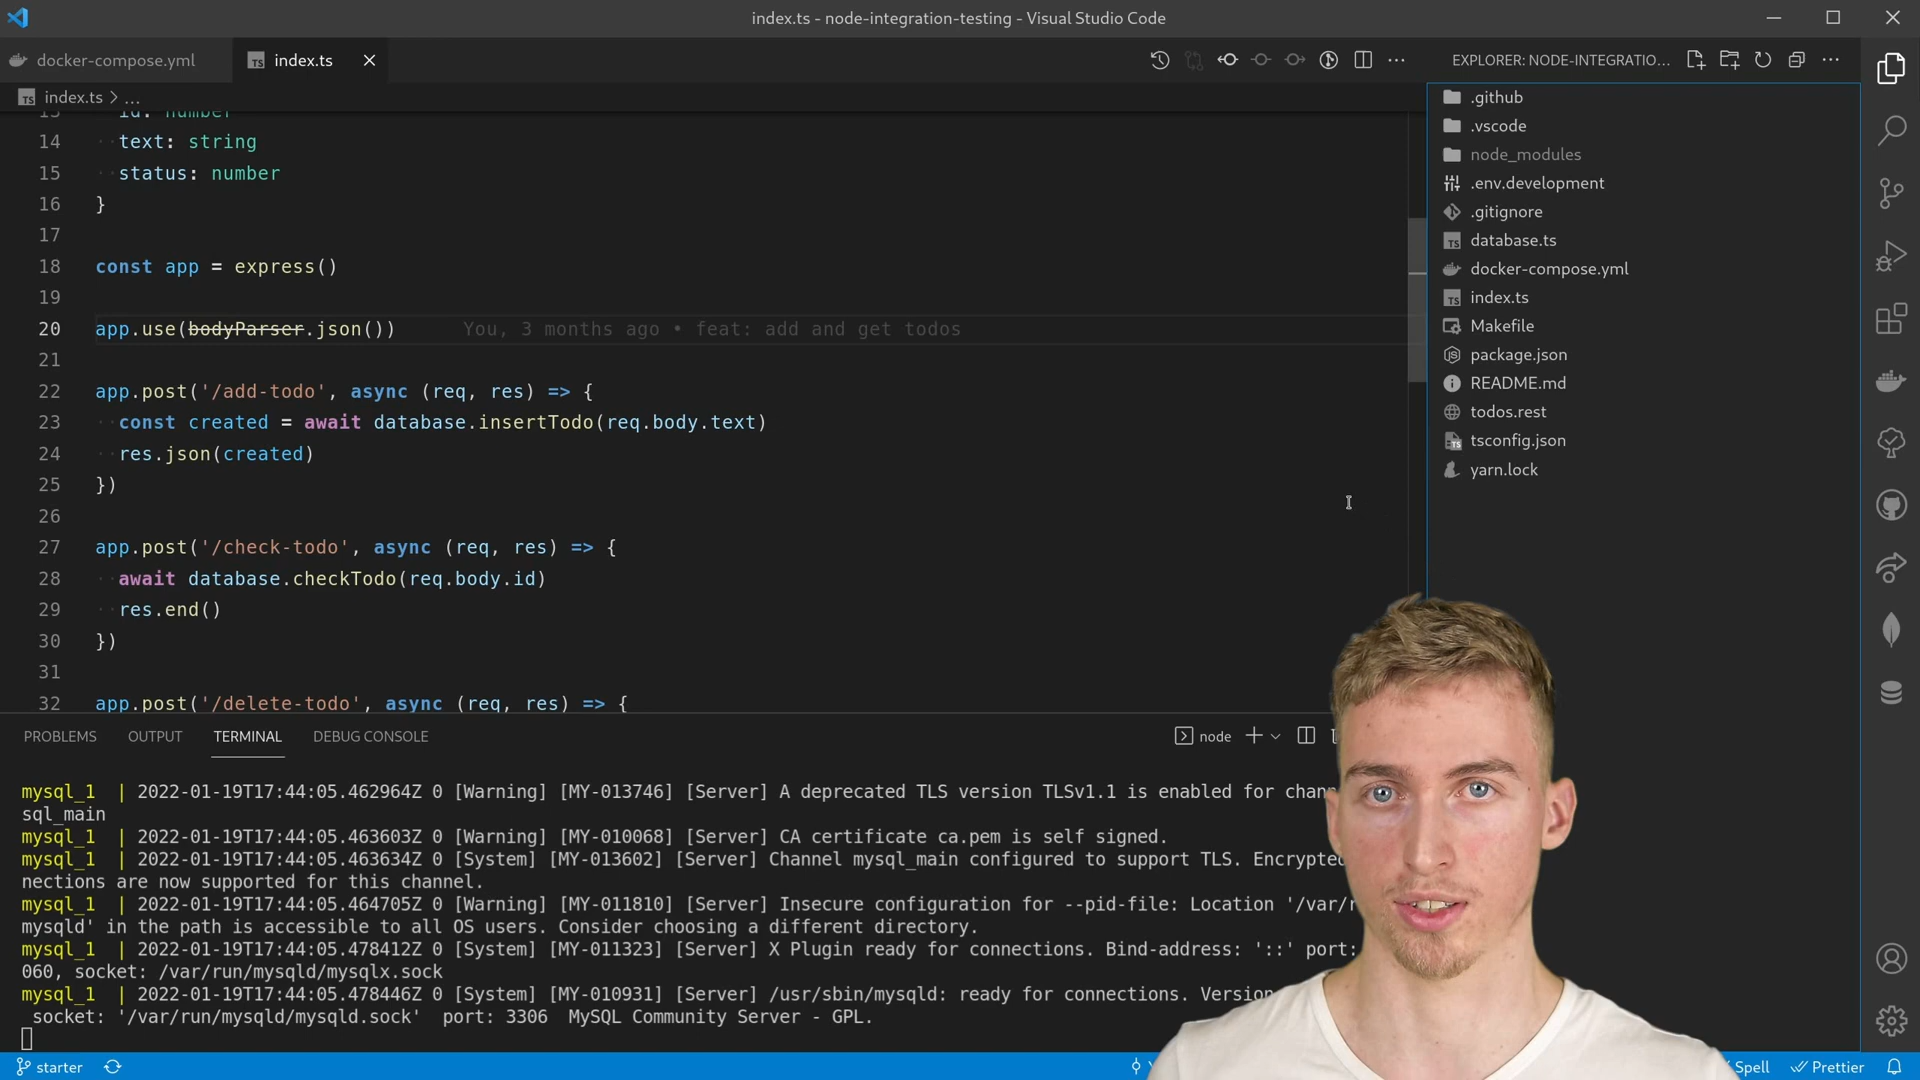 index.ts - node-integration-testing - Visual Studio Code
docker-compose.yml
TS index.ts
EXPLORER: NODE-INTEGRATIO...
TS index.ts > ...
13 id: number
14 text: string
15 status: number
16 }
17
18 const app = express()
19
20 app.use(bodyParser.json()) You, 3 months ago • feat: add and get todos
21
22 app.post('/add-todo', async (req, res) => {
23 const created = await database.insertTodo(req.body.text)
24 res.json(created)
25 })
26
27 app.post('/check-todo', async (req, res) => {
28 await database.checkTodo(req.body.id)
29 res.end()
30 })
31
32 app.post('/delete-todo', async (req, res) => {
.github
.vscode
node_modules
.env.development
.gitignore
TS database.ts
docker-compose.yml
TS index.ts
Makefile
package.json
README.md
todos.rest
TS tsconfig.json
yarn.lock
PROBLEMS OUTPUT TERMINAL DEBUG CONSOLE
node
mysql_1 | 2022-01-19T17:44:05.462964Z 0 [Warning] [MY-013746] [Server] A deprecated TLS version TLSv1.1 is enabled for chann
sql_main
mysql_1 | 2022-01-19T17:44:05.463603Z 0 [Warning] [MY-010068] [Server] CA certificate ca.pem is self signed.
mysql_1 | 2022-01-19T17:44:05.463634Z 0 [System] [MY-013602] [Server] Channel mysql_main configured to support TLS. Encrypted
nections are now supported for this channel.
mysql_1 | 2022-01-19T17:44:05.464705Z 0 [Warning] [MY-011810] [Server] Insecure configuration for --pid-file: Location '/var/r
mysqld' in the path is accessible to all OS users. Consider choosing a different directory.
mysql_1 | 2022-01-19T17:44:05.478412Z 0 [System] [MY-011323] [Server] X Plugin ready for connections. Bind-address: '::' port:
060, socket: /var/run/mysqld/mysqlx.sock
mysql_1 | 2022-01-19T17:44:05.478446Z 0 [System] [MY-010931] [Server] /usr/sbin/mysqld: ready for connections. Version
socket: '/var/run/mysqld/mysqld.sock' port: 3306 MySQL Community Server - GPL.
starter
Spell
Prettier